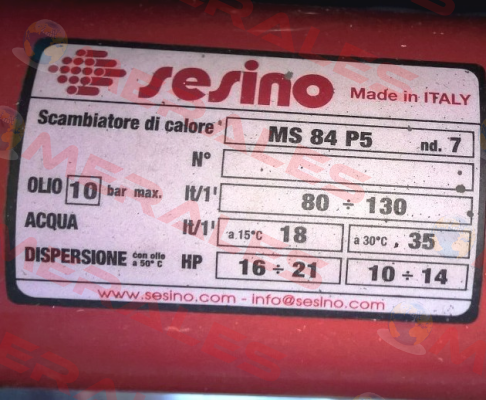 sesino Made in ITALY
Scambiatore di calore MS 84 P5 nd. 7
N°
OLIO 10 bar max. lt/1' 80 ÷ 130
ACQUA lt/1' a 15°C 18 à 30°C 35
DISPERSIONE con olio a 50°C HP 16 ÷ 21 10 ÷ 14
www.sesino.com - info@sesino.com